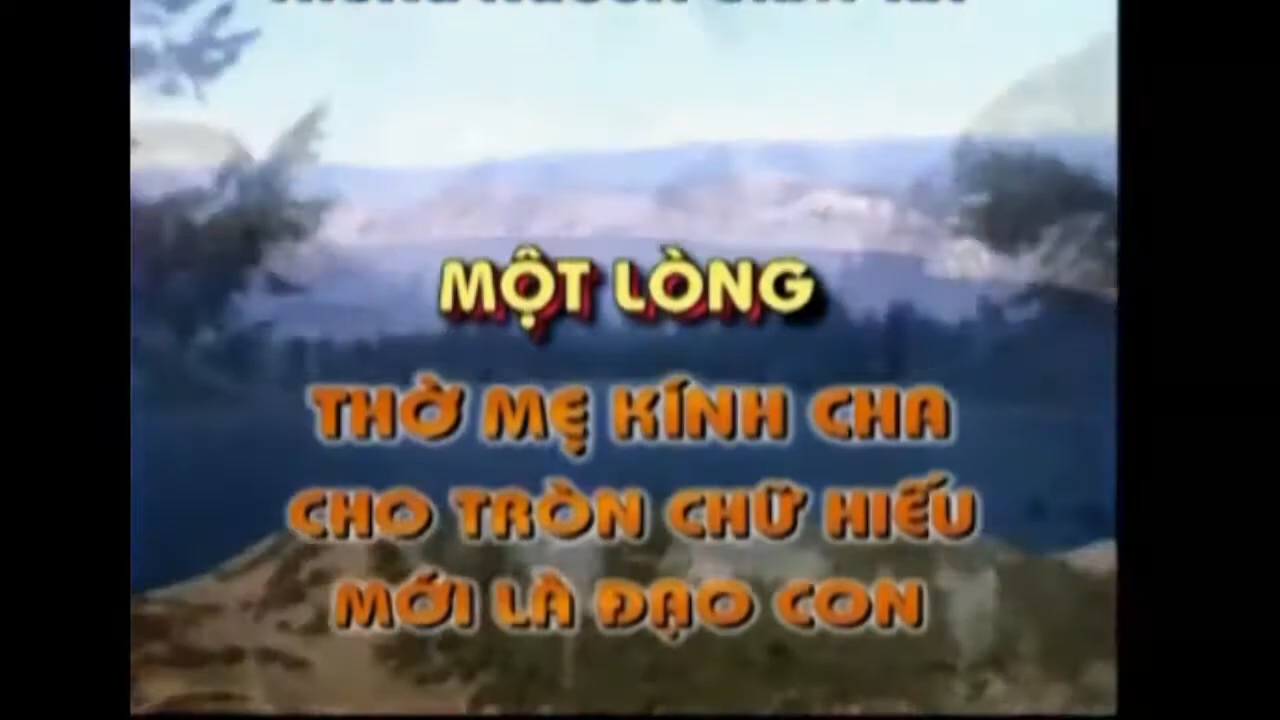 MỘT LÒNG
THỜ MẸ KÍNH CHA
CHO TRÒN CHỮ HIẾU
MỚI LÀ ĐẠO CON